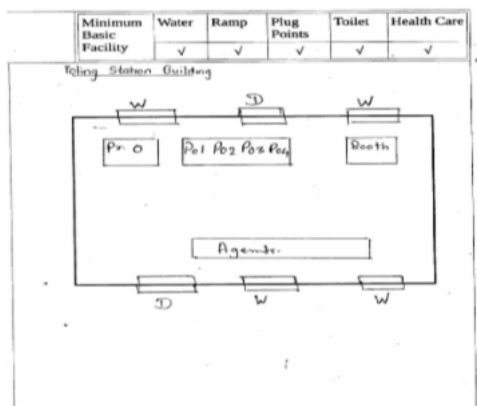 Minimum Basic Facility Water Ramp Plug Points Toilet Health Care
√ √ √ √ √
Poling Station Building
W D W
Pr. O Po1 Po2 Po3 Po4 Booth
Agents.
D W W